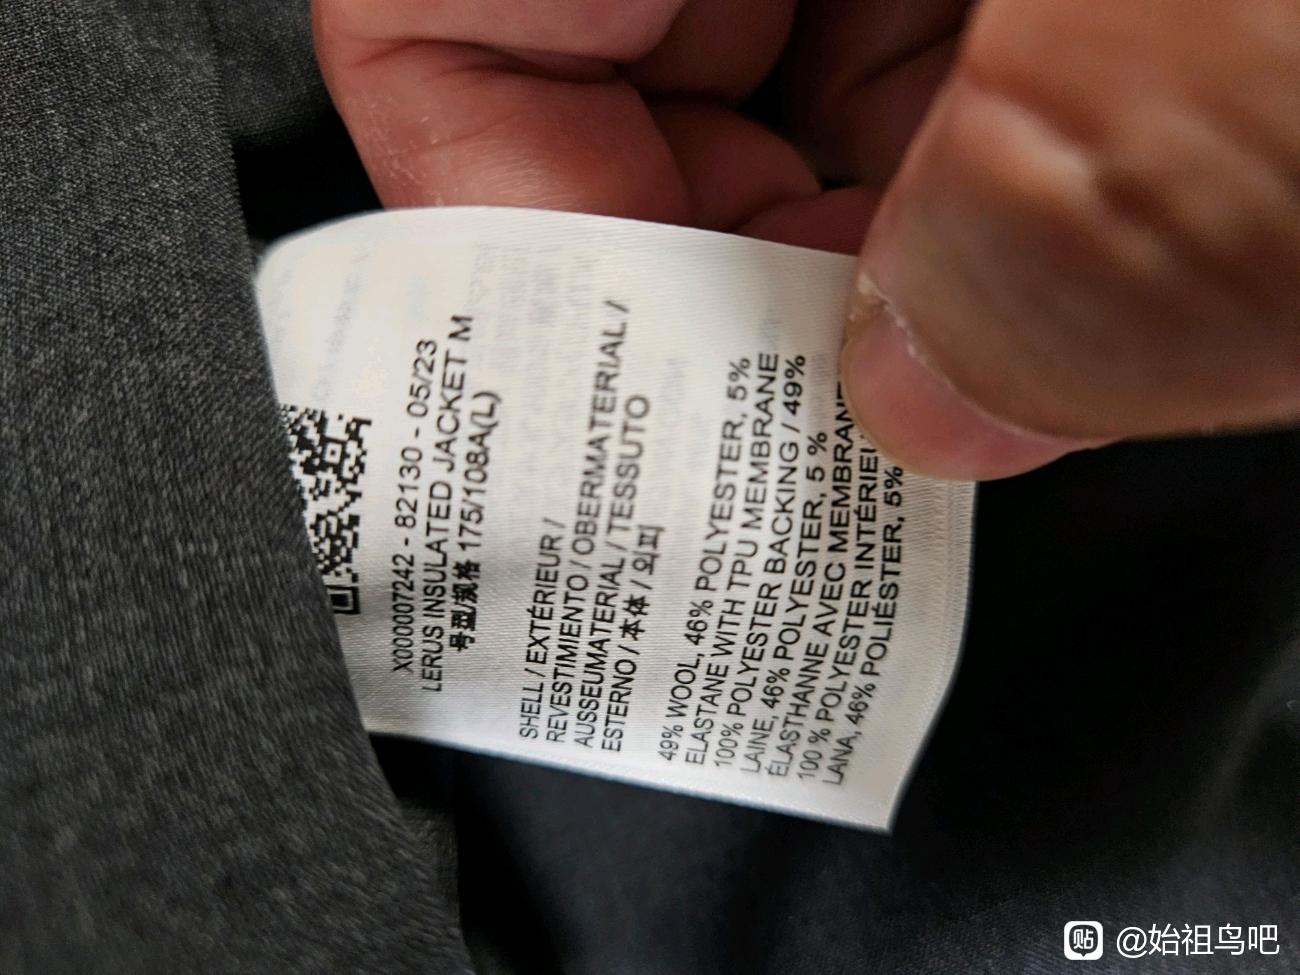 X000007242 - 82130 - 05/23
LERUS INSULATED JACKET M
号型/规格 175/108A(L)
SHELL / EXTÉRIEUR /
REVESTIMIENTO / OBERMATERIAL /
AUSSEUMATERIAL / TESSUTO
ESTERNO / 本体 / 외피
49% WOOL, 46% POLYESTER, 5%
ELASTANE WITH TPU MEMBRANE
100% POLYESTER BACKING / 49%
LAINE, 46% POLYESTER, 5 %
ÉLASTHANNE AVEC MEMBRANE
100 % POLYESTER INTÉRIEU
LANA, 46% POLIÉSTER, 5%
贴 @始祖鸟吧